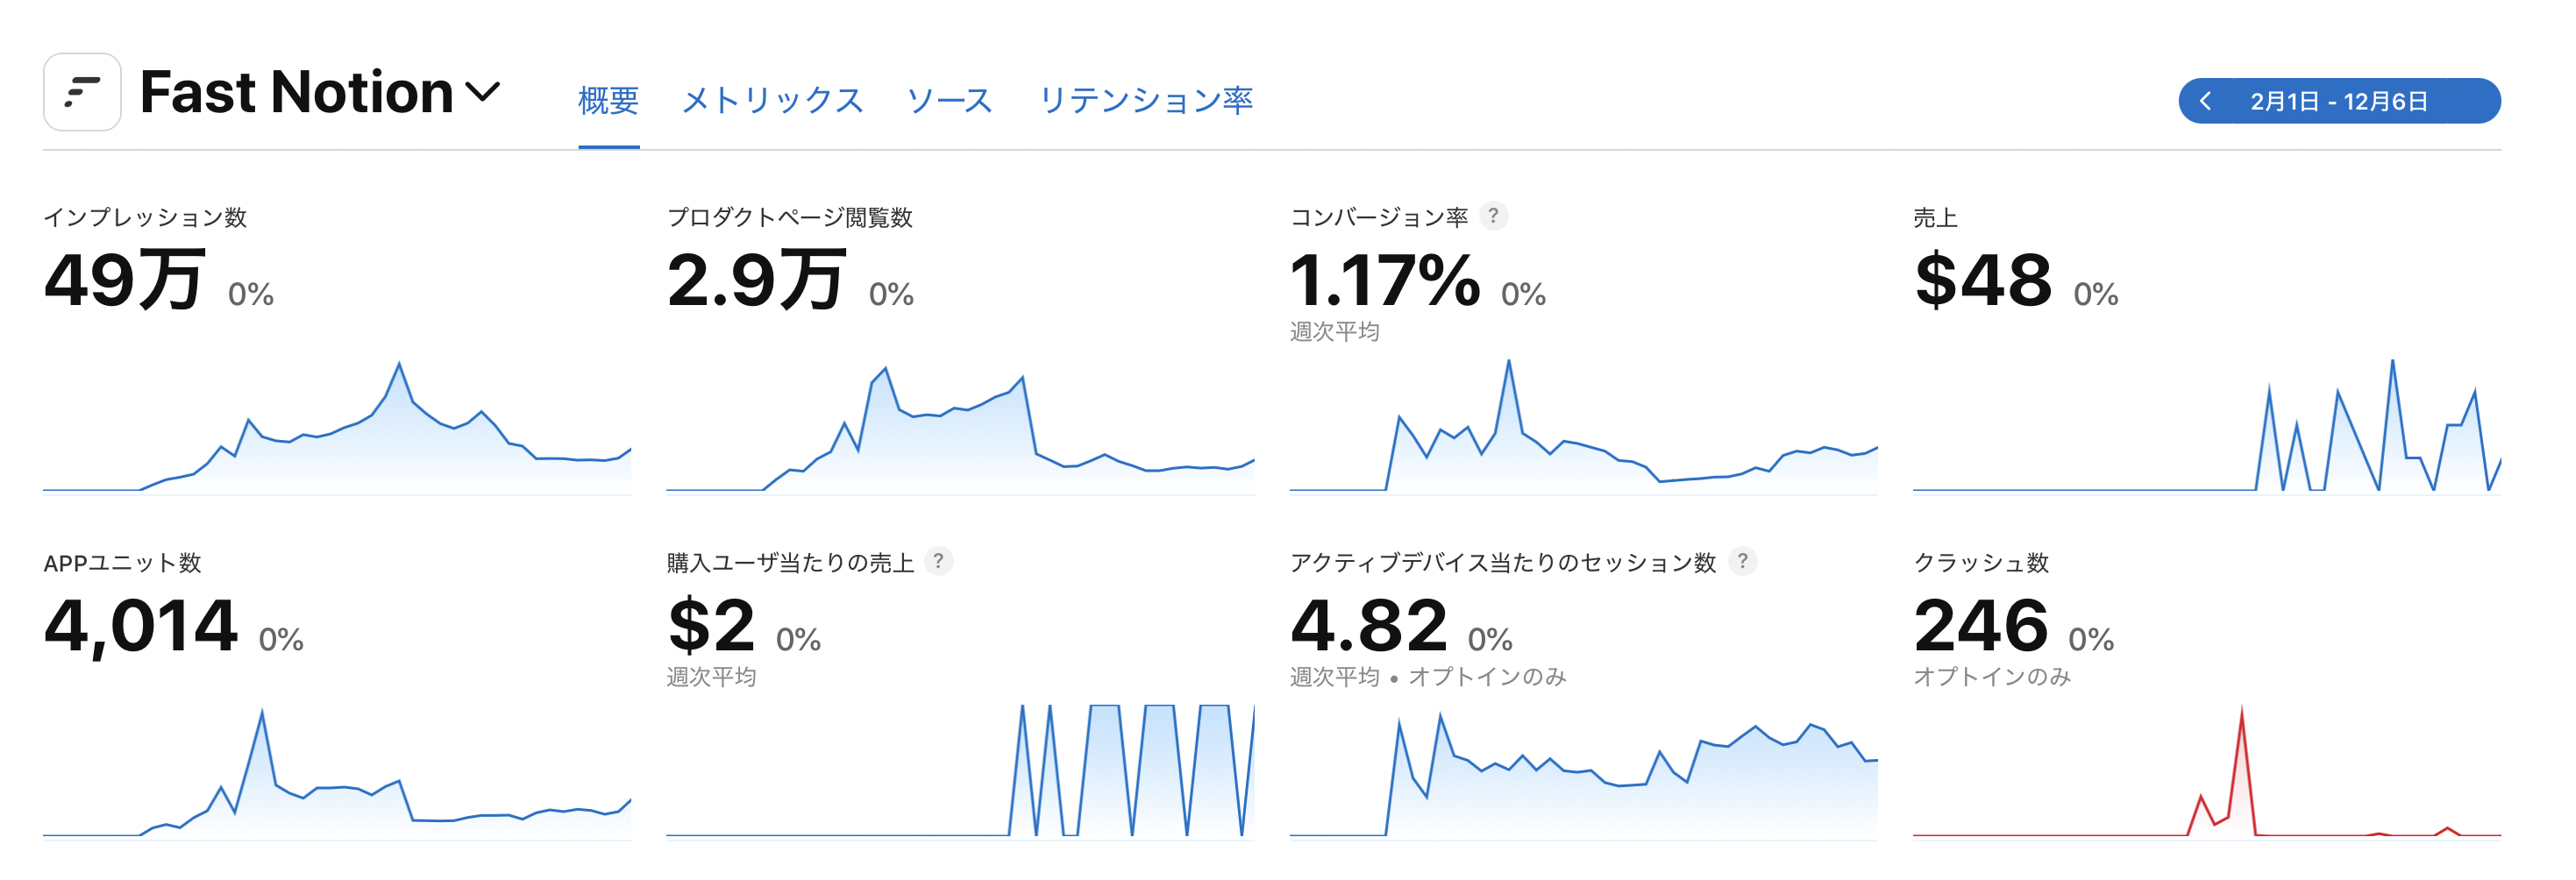 Fast Notion
概要 メトリックス ソース リテンション率
2月1日 - 12月6日
インプレッション数
49万 0%
プロダクトページ閲覧数
2.9万 0%
コンバージョン率 ?
1.17% 0%
週次平均
売上
$48 0%
APPユニット数
4,014 0%
購入ユーザ当たりの売上 ?
$2 0%
週次平均
アクティブデバイス当たりのセッション数 ?
4.82 0%
週次平均 • オプトインのみ
クラッシュ数
246 0%
オプトインのみ